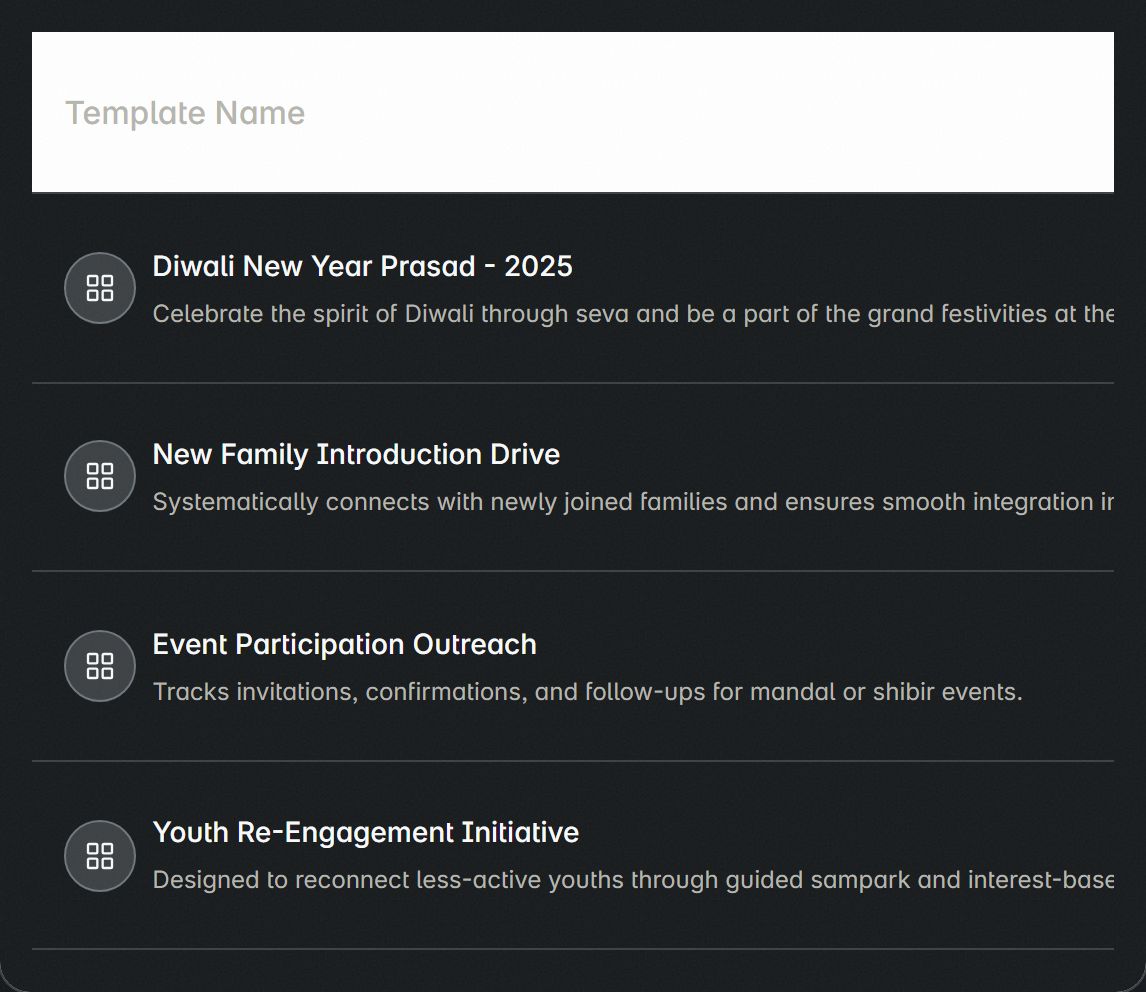 Template Name
Diwali New Year Prasad - 2025
Celebrate the spirit of Diwali through seva and be a part of the grand festivities at the
New Family Introduction Drive
Systematically connects with newly joined families and ensures smooth integration
Event Participation Outreach
Tracks invitations, confirmations, and follow-ups for mandal or shibir events.
Youth Re-Engagement Initiative
Designed to reconnect less-active youths through guided sampark and interest-base